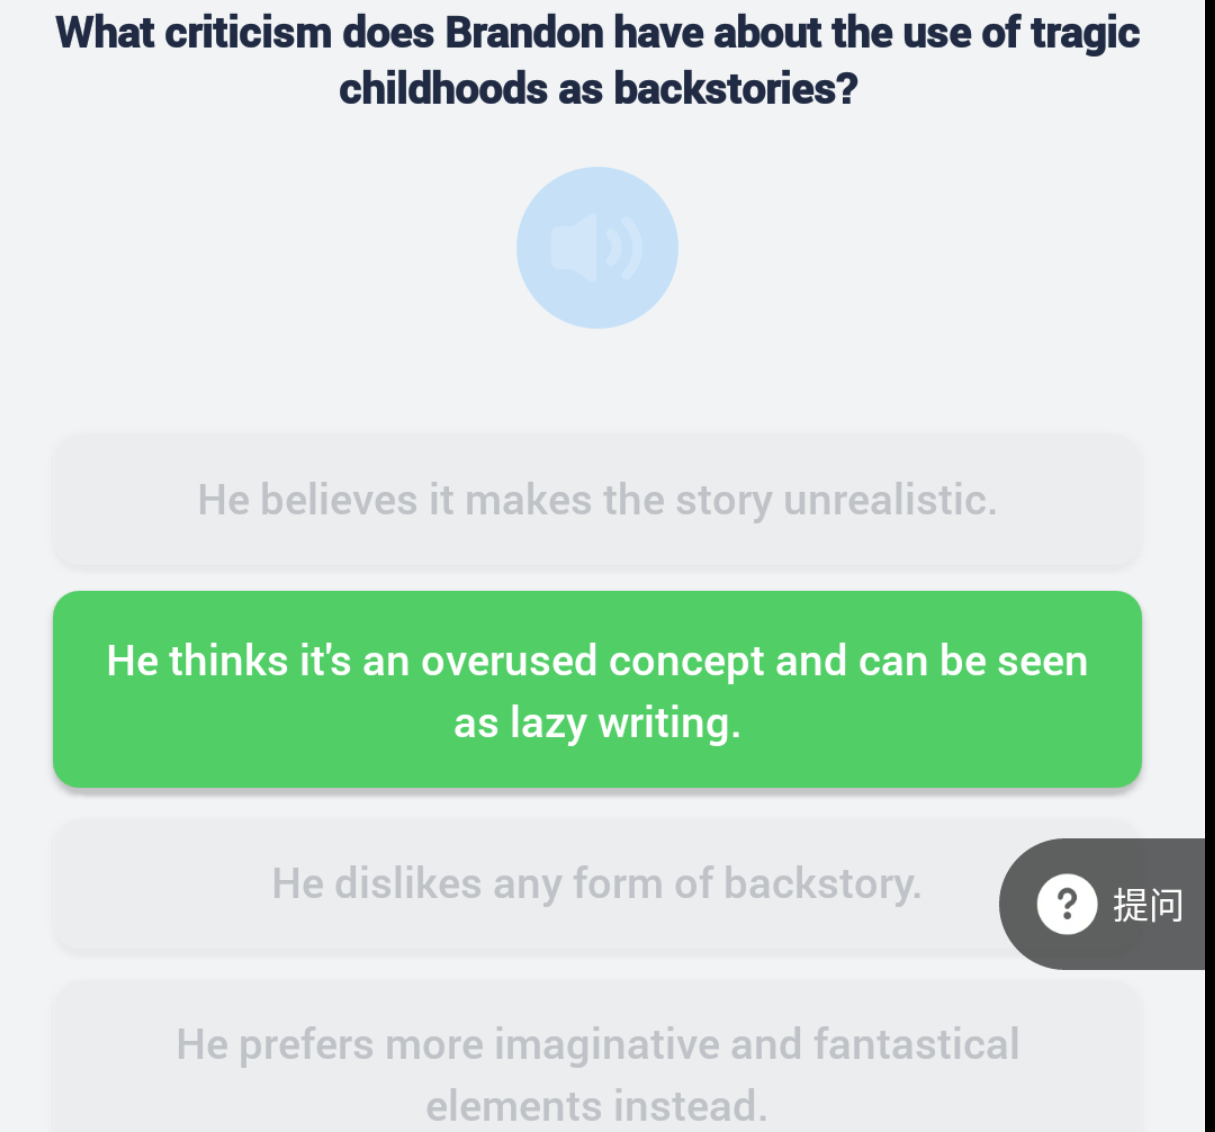 What criticism does Brandon have about the use of tragic
childhoods as backstories?
He believes it makes the story unrealistic.
He thinks it's an overused concept and can be seen
as lazy writing.
He dislikes any form of backstory.
? 提问
He prefers more imaginative and fantastical
elements instead.